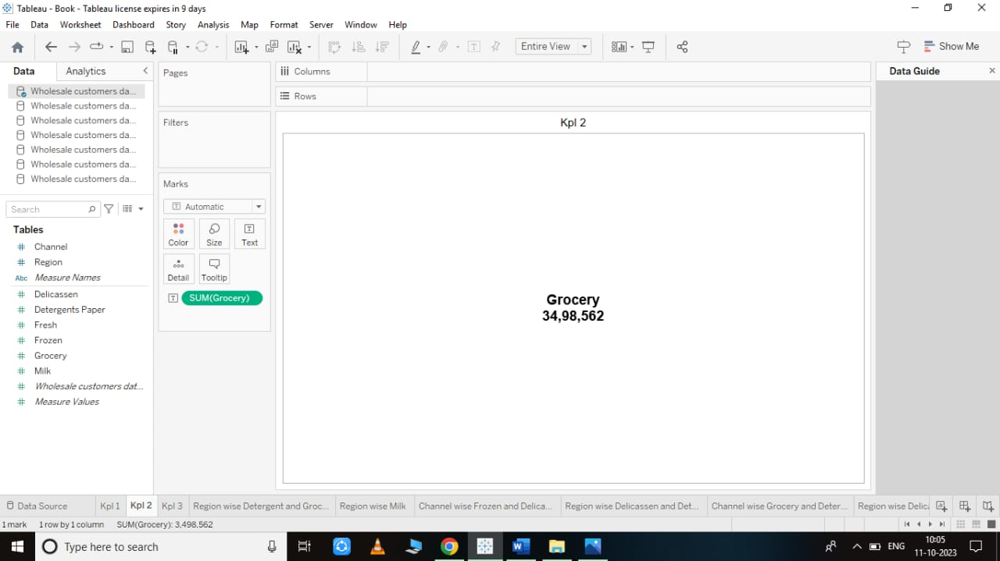 Tableau - Book - Tableau license expires in 9 days
File Data Worksheet Dashboard Story Analysis Map Format Server Window Help
Entire View
Show Me
Data Analytics
Pages
Columns
Data Guide
Wholesale customers da...
Wholesale customers da...
Wholesale customers da...
Wholesale customers da...
Wholesale customers da...
Wholesale customers da...
Wholesale customers da...
Rows
Filters
Kpl 2
Marks
Automatic
Color Size Text
Detail Tooltip
SUM(Grocery)
Search
Tables
Channel
Region
Abc Measure Names
Delicassen
Detergents Paper
Fresh
Frozen
Grocery
Milk
Wholesale customers dat...
Measure Values
Grocery
34,98,562
Data Source Kpl 1 Kpl 2 Kpl 3 Region wise Detergent and Groc... Region wise Milk Channel wise Frozen and Delica... Region wise Delicassen and Det... Channel wise Grocery and Deter... Region wise Delica
1 mark 1 row by 1 column SUM(Grocery): 3,498,562
Type here to search
ENG
10:05
11-10-2023